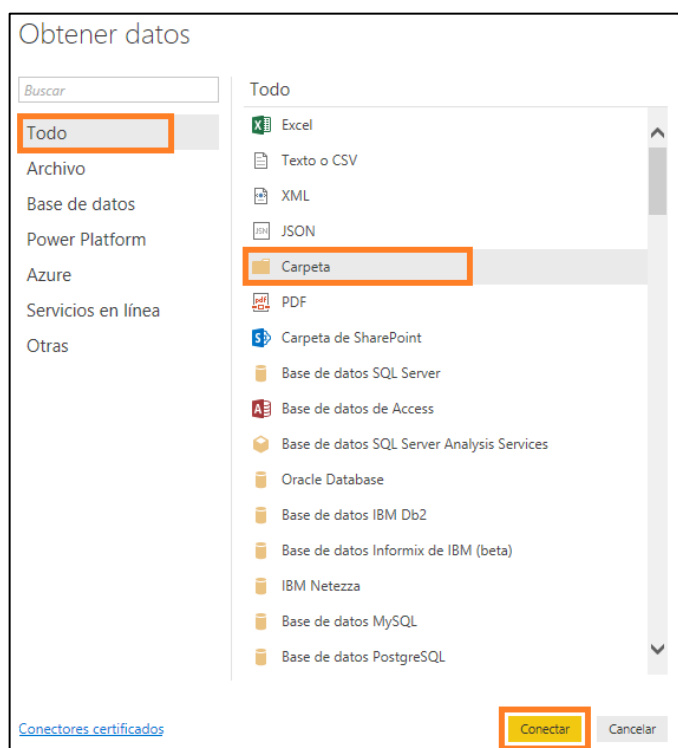 Obtener datos
Buscar
Todo
Archivo
Base de datos
Power Platform
Azure
Servicios en línea
Otras
Todo
Excel
Texto o CSV
XML
JSON
Carpeta
PDF
Carpeta de SharePoint
Base de datos SQL Server
Base de datos de Access
Base de datos SQL Server Analysis Services
Oracle Database
Base de datos IBM Db2
Base de datos Informix de IBM (beta)
IBM Netezza
Base de datos MySQL
Base de datos PostgreSQL
Conectores certificados
Conectar
Cancelar